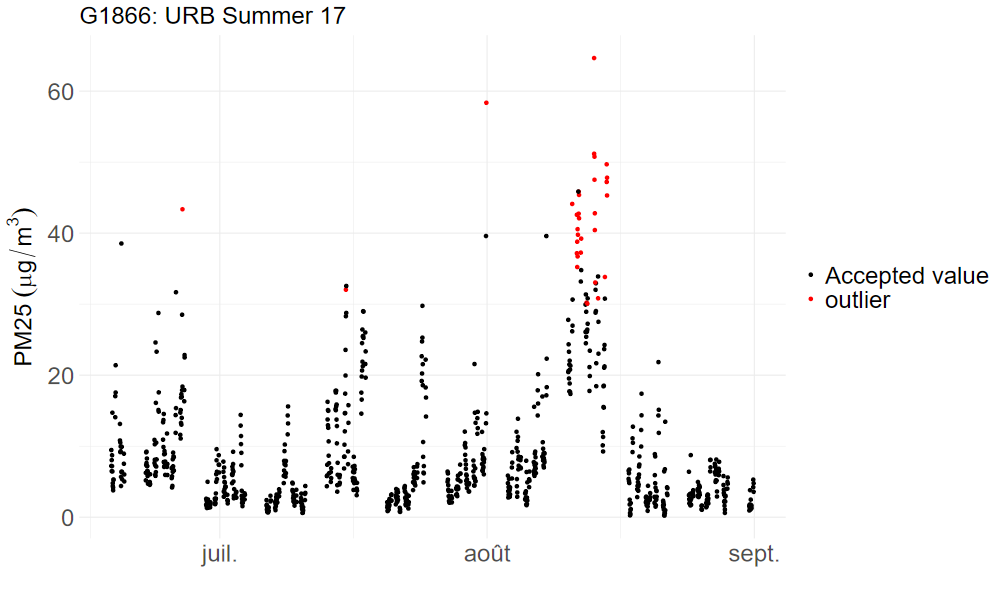 G1866: URB Summer 17
PM25 (μg/m³)
60
40
20
0
juil.
août
sept.
Accepted value
outlier